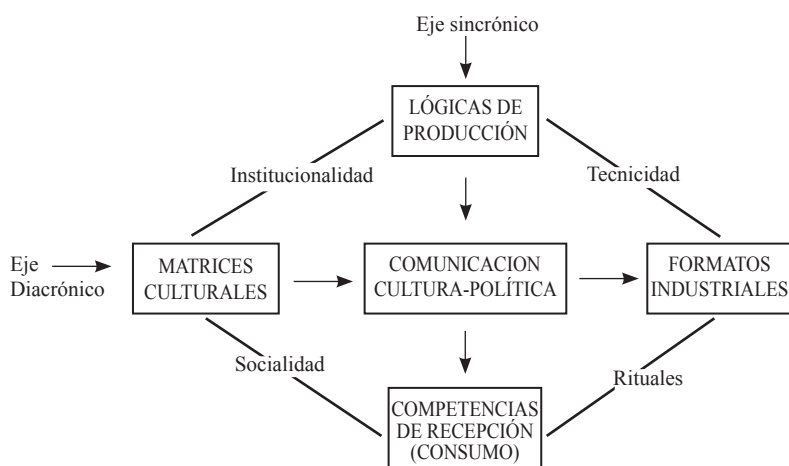 Eje sincrónico
LÓGICAS DE
PRODUCCIÓN
Institucionalidad
Tecnicidad
Eje
Diacrónico
MATRICES
CULTURALES
COMUNICACION
CULTURA-POLÍTICA
FORMATOS
INDUSTRIALES
Socialidad
Rituales
COMPETENCIAS
DE RECEPCIÓN
(CONSUMO)